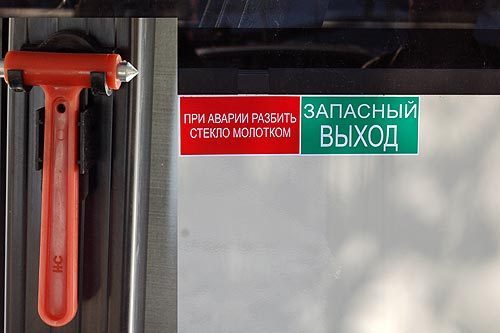 ПРИ АВАРИИ РАЗБИТЬ
СТЕКЛО МОЛОТКОМ
ЗАПАСНЫЙ
ВЫХОД